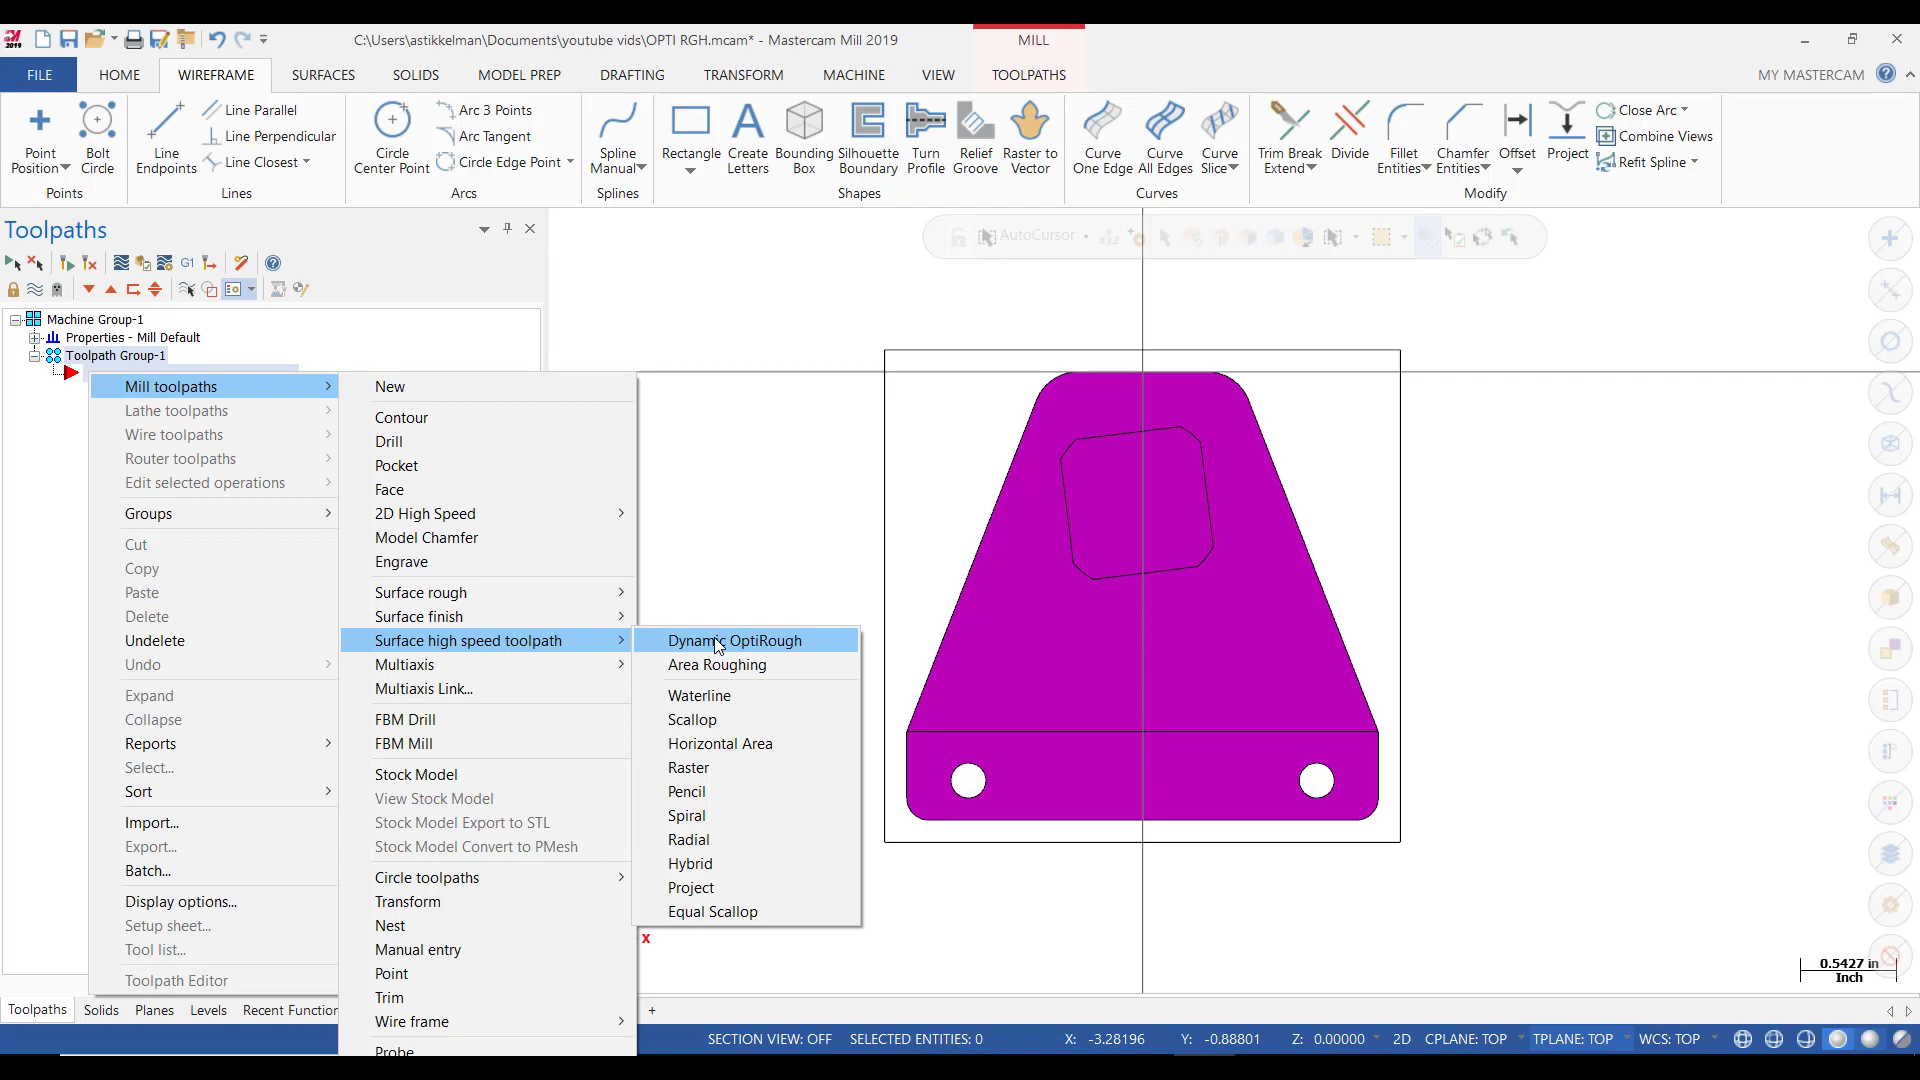 2019
C:\Users\astikkelman\Documents\youtube vids\OPTI RGH.mcam* - Mastercam Mill 2019
MILL
FILE
HOME
WIREFRAME
SURFACES
SOLIDS
MODEL PREP
DRAFTING
TRANSFORM
MACHINE
VIEW
TOOLPATHS
MY MASTERCAM
Point
Position
Bolt
Circle
Points
Line
Endpoints
Line Parallel
Line Perpendicular
Line Closest
Lines
Circle
Center Point
Arc 3 Points
Arc Tangent
Circle Edge Point
Arcs
Spline
Manual
Splines
Rectangle
Create
Letters
Bounding
Box
Silhouette
Boundary
Turn
Profile
Relief
Groove
Raster to
Vector
Shapes
Curve
One Edge
Curve
All Edges
Curve
Slice
Curves
Trim Break
Extend
Divide
Fillet
Entities
Chamfer
Entities
Offset
Project
Close Arc
Combine Views
Refit Spline
Modify
Toolpaths
G1
AutoCursor
XYZ
Machine Group-1
Properties - Mill Default
Toolpath Group-1
Mill toolpaths
Lathe toolpaths
Wire toolpaths
Router toolpaths
Edit selected operations
Groups
Cut
Copy
Paste
Delete
Undelete
Undo
Expand
Collapse
Reports
Select...
Sort
Import...
Export...
Batch...
Display options...
Setup sheet...
Tool list...
Toolpath Editor
New
Contour
Drill
Pocket
Face
2D High Speed
Model Chamfer
Engrave
Surface rough
Surface finish
Surface high speed toolpath
Multiaxis
Multiaxis Link...
FBM Drill
FBM Mill
Stock Model
View Stock Model
Stock Model Export to STL
Stock Model Convert to PMesh
Circle toolpaths
Transform
Nest
Manual entry
Point
Trim
Wire frame
Probe
Dynamic OptiRough
Area Roughing
Waterline
Scallop
Horizontal Area
Raster
Pencil
Spiral
Radial
Hybrid
Project
Equal Scallop
X
0.5427 in
Inch
Toolpaths
Solids
Planes
Levels
Recent Function
+
SECTION VIEW: OFF
SELECTED ENTITIES: 0
X: -3.28196
Y: -0.88801
Z: 0.00000
2D
CPLANE: TOP
TPLANE: TOP
WCS: TOP